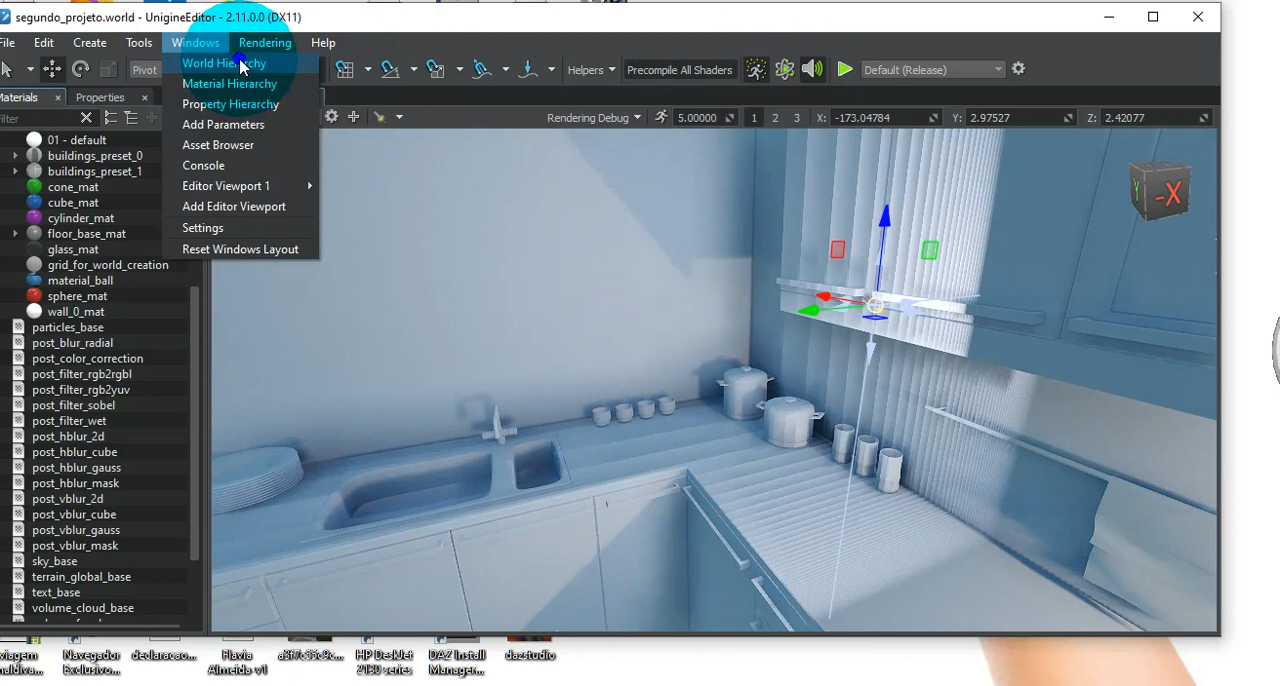 segundo_projeto.world - UnigineEditor - 2.11.0.0 (DX11)
File Edit Create Tools Windows Rendering Help
Pivot Helpers Precompile All Shaders Default (Release)
Materials × Properties ×
Filter
Rendering Debug 5.00000 1 2 3 X: -173.04784 Y: 2.97527 Z: 2.42077
World Hierarchy
Material Hierarchy
Property Hierarchy
Add Parameters
Asset Browser
Console
Editor Viewport 1
Add Editor Viewport
Settings
Reset Windows Layout
01 - default
buildings_preset_0
buildings_preset_1
cone_mat
cube_mat
cylinder_mat
floor_base_mat
glass_mat
grid_for_world_creation
material_ball
sphere_mat
wall_0_mat
particles_base
post_blur_radial
post_color_correction
post_filter_rgb2rgbl
post_filter_rgb2yuv
post_filter_sobel
post_filter_wet
post_hblur_2d
post_hblur_cube
post_hblur_gauss
post_hblur_mask
post_vblur_2d
post_vblur_cube
post_vblur_gauss
post_vblur_mask
sky_base
terrain_global_base
text_base
volume_cloud_base
Y -X
viagem
maldiva...
Navegador
Exclusivo...
declaracao...
Flavia
Almeida v1
HP DeskJet
2130 series
DAZ Install
Manager...
dazstudio